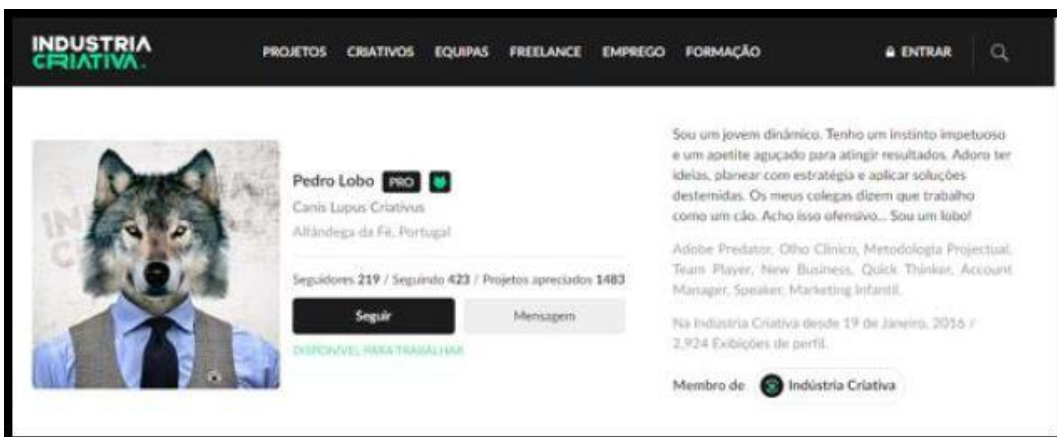 INDUSTRIA
CRIATIVA.
PROJETOS CRIATIVOS EQUIPAS FREELANCE EMPREGO FORMAÇÃO
ENTRAR
Pedro Lobo PRO
Canis Lupus Criativus
Alfândega da Fé, Portugal
Seguidores 219 / Seguindo 423 / Projetos apreciados 1483
Seguir
Mensagem
DISPONÍVEL PARA TRABALHAR
Sou um jovem dinâmico. Tenho um instinto impetuoso
e um apetite aguçado para atingir resultados. Adoro ter
ideias, planear com estratégia e aplicar soluções
destemidas. Os meus colegas dizem que trabalho
como um cão. Acho isso ofensivo... Sou um lobo!
Adobe Predator, Olho Clínico, Metodologia Projectual,
Team Player, New Business, Quick Thinker, Account
Manager, Speaker, Marketing Infantil.
Na Indústria Criativa desde 19 de Janeiro, 2016 /
2,924 Exibições de perfil.
Membro de Indústria Criativa